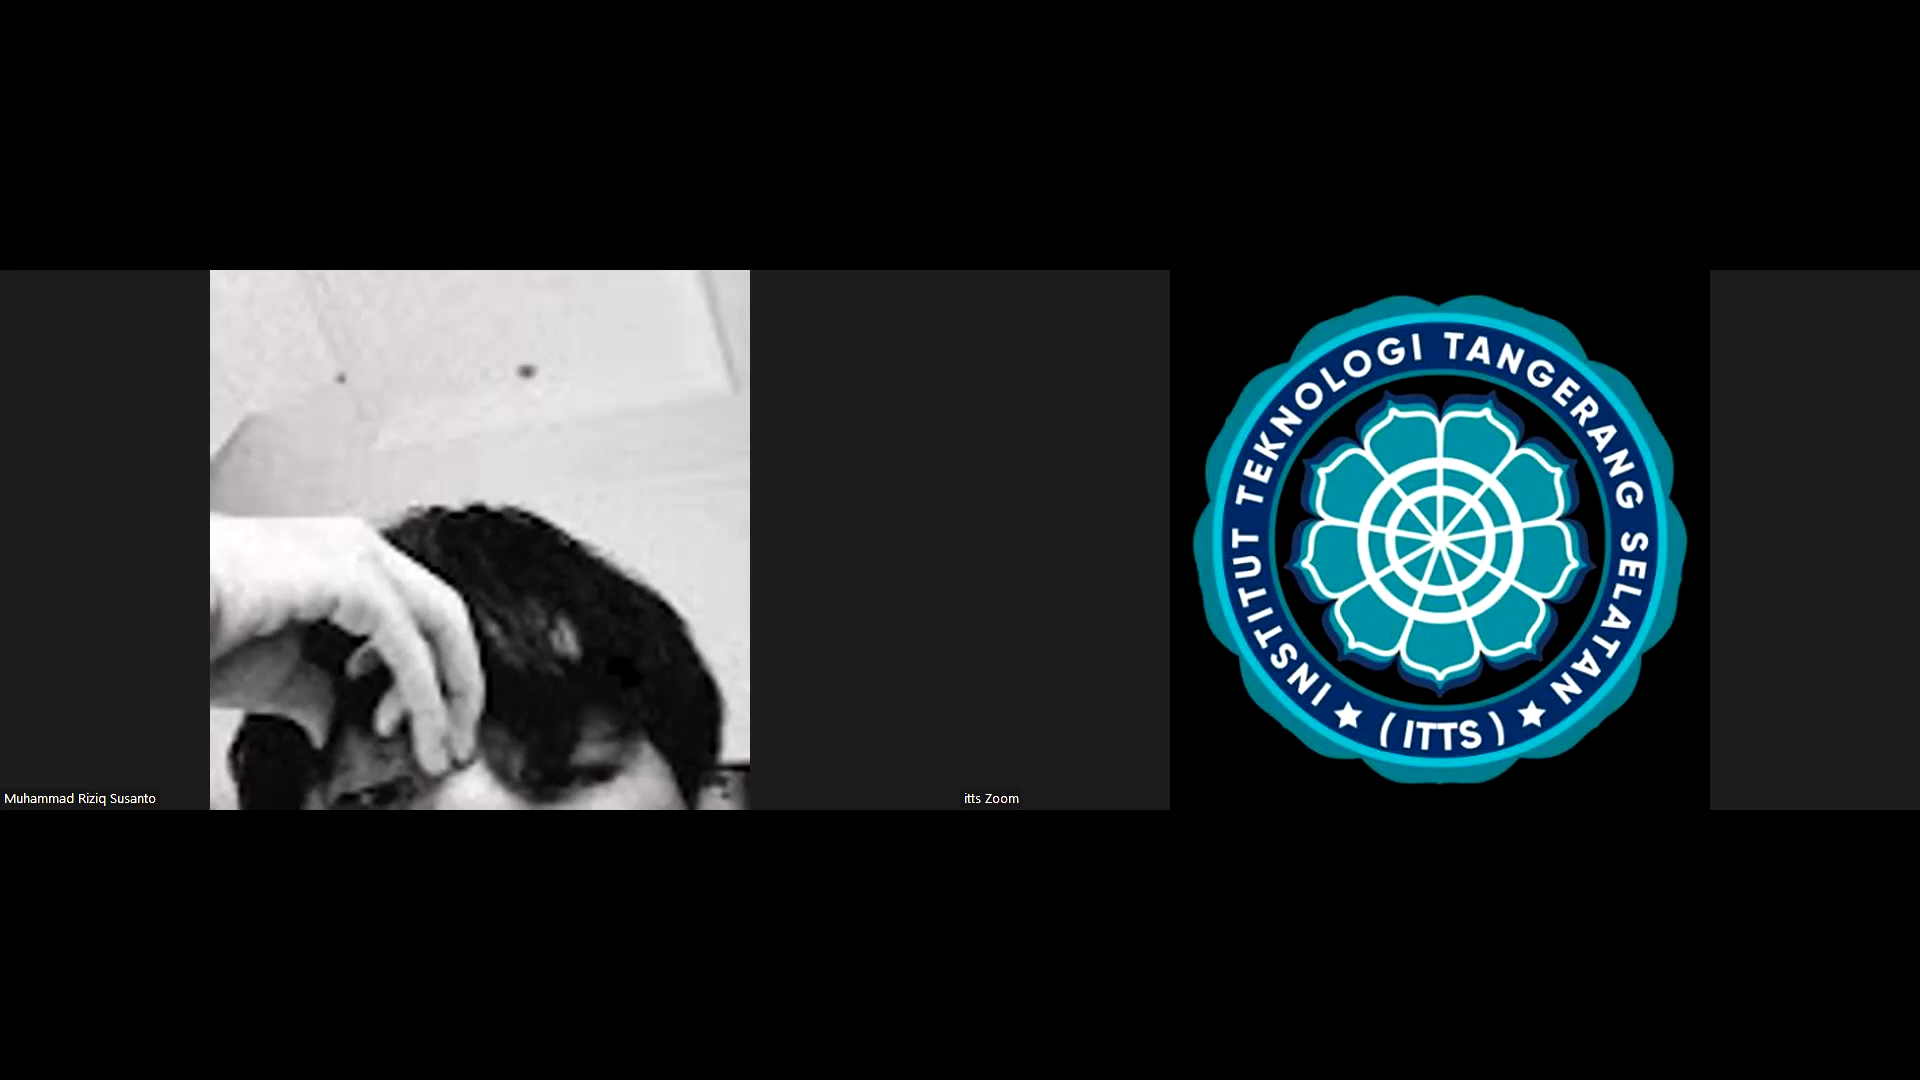 Muhammad Riziq Susanto
itts Zoom
INSTITUT TEKNOLOGI TANGERANG SELATAN
( ITTS )